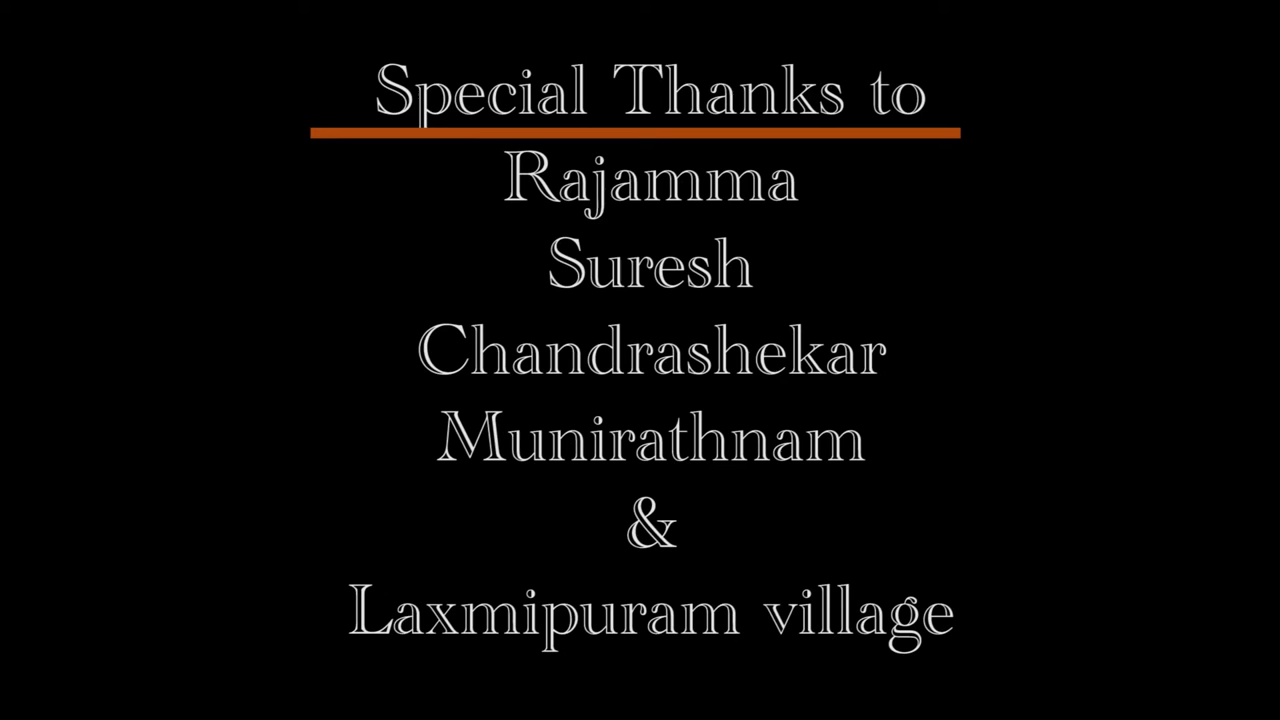 Special Thanks to
Rajamma
Suresh
Chandrashekar
Munirathnam
&
Laxmipuram village